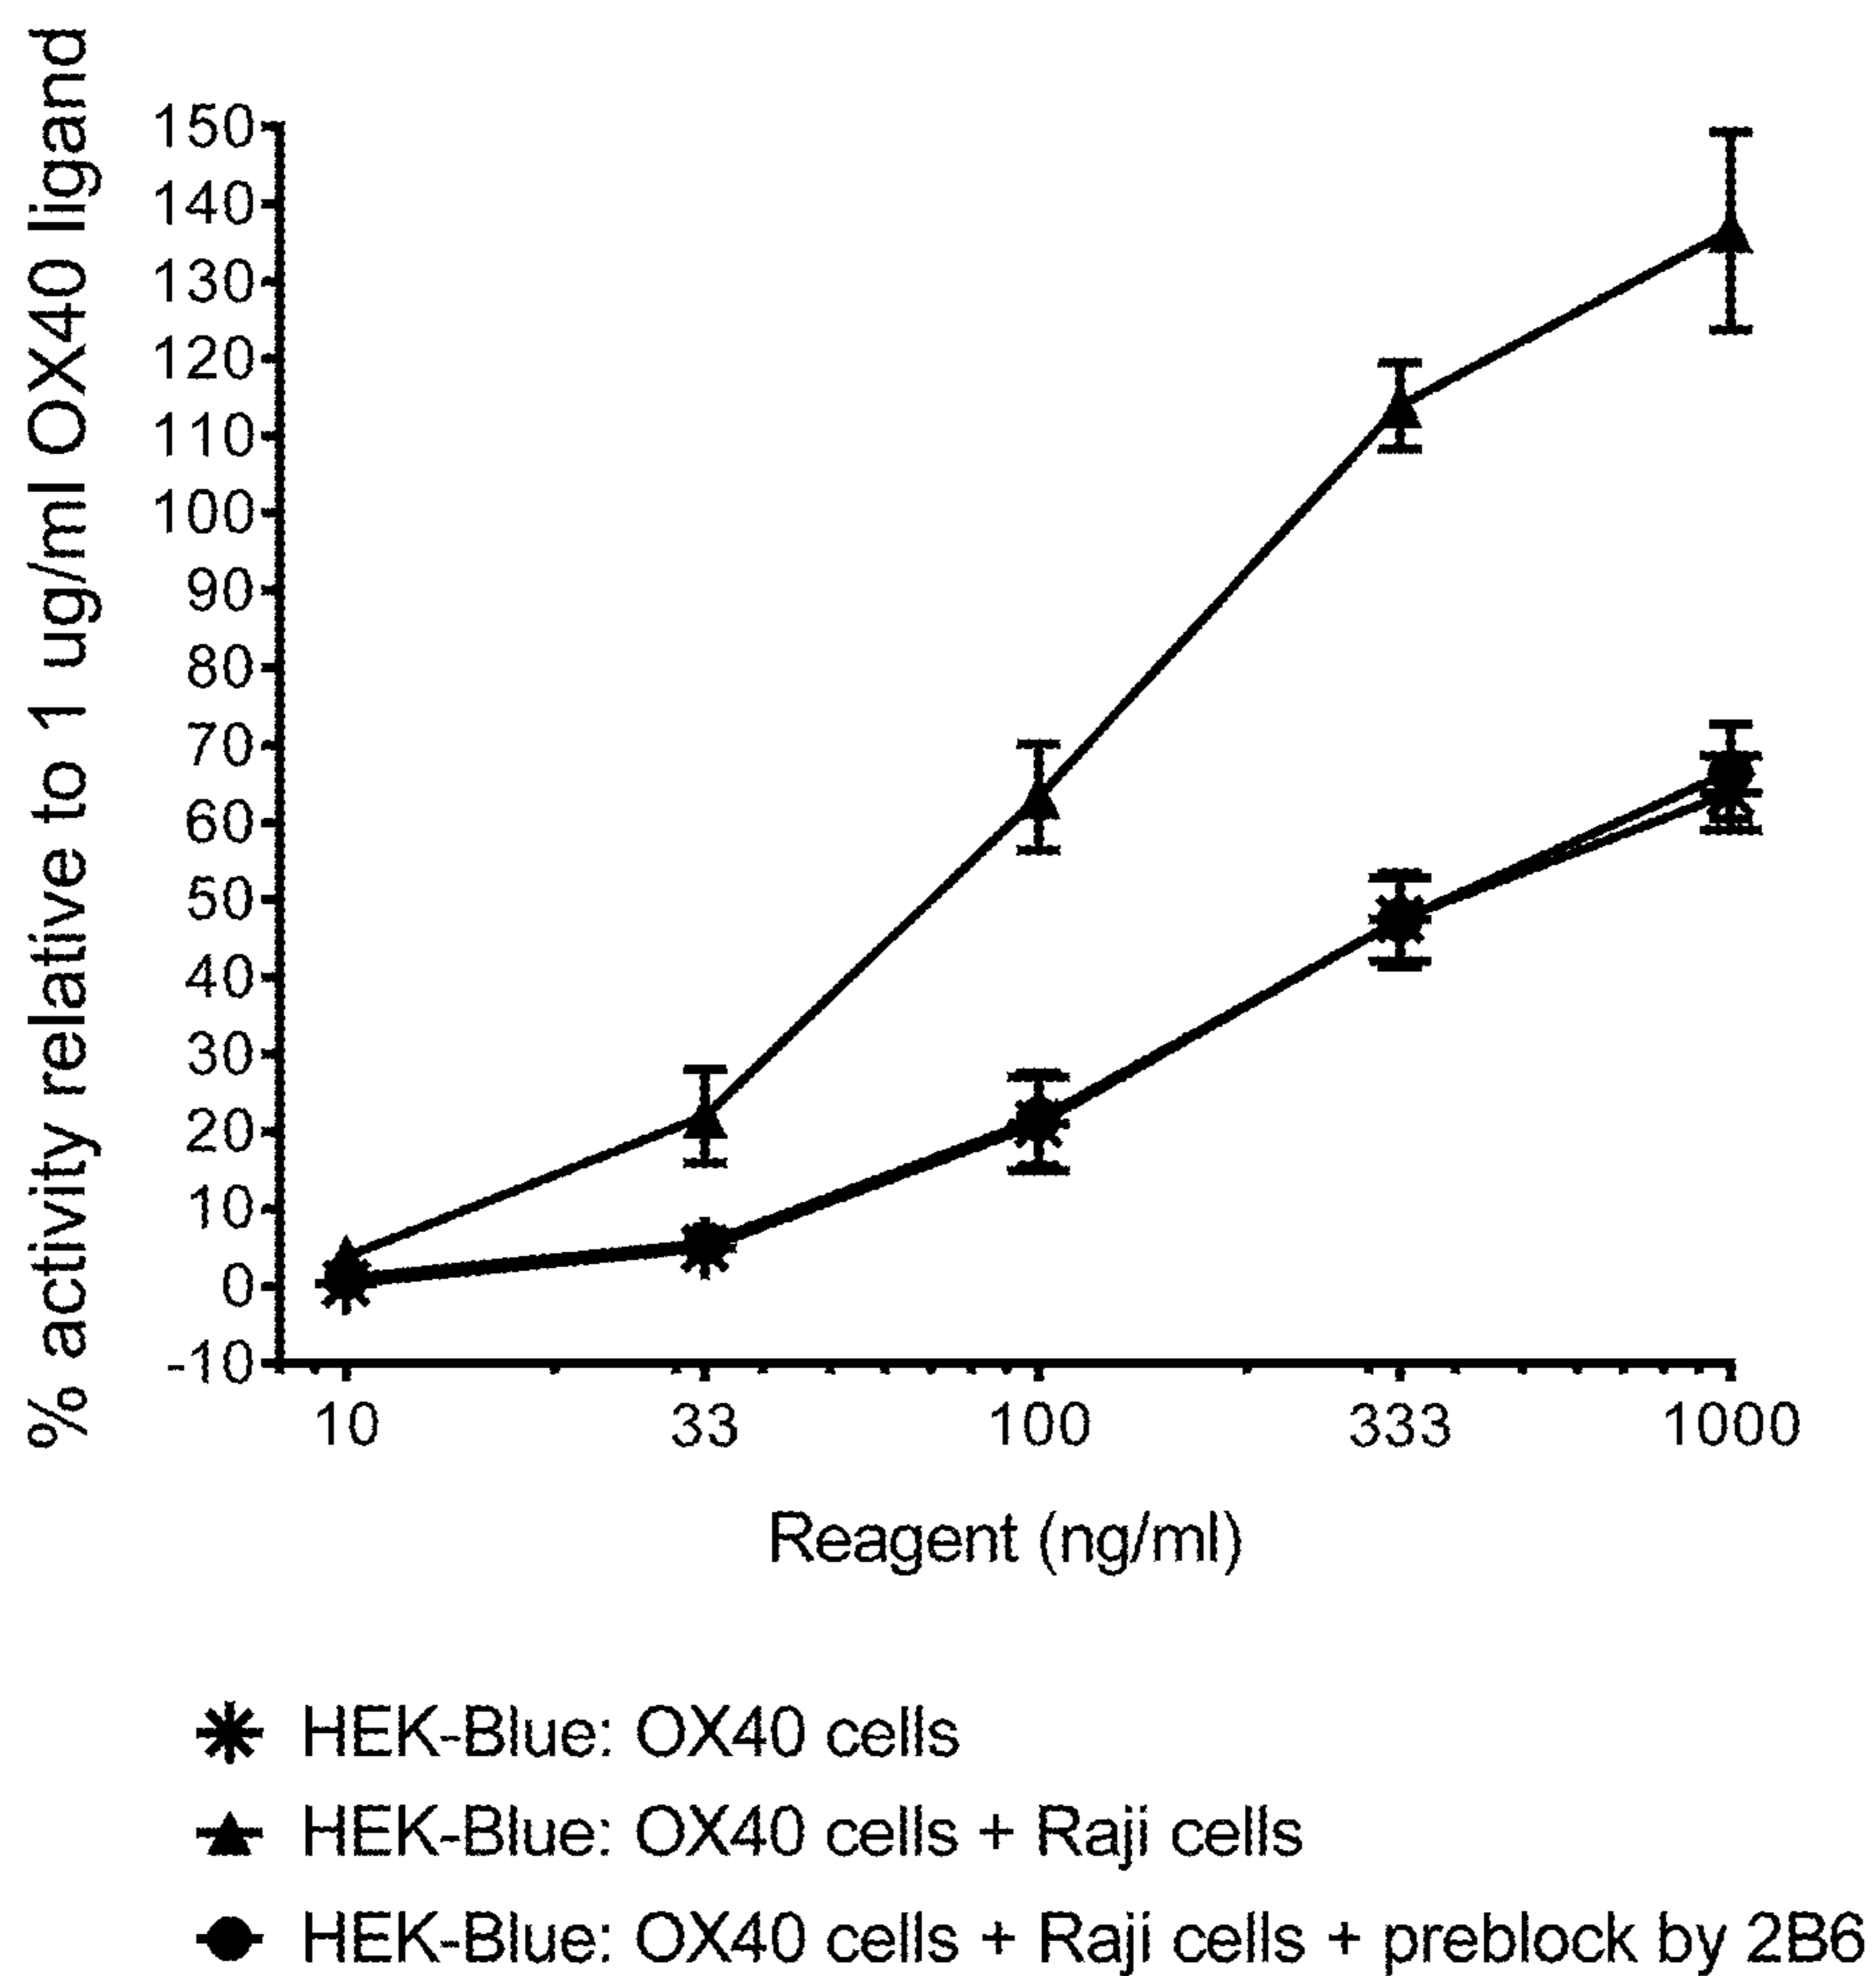 % activity relative to 1 ug/ml OX40 ligand
150
140
130
120
110
100
90
80
70
60
50
40
30
20
10
0
-10
10 33 100 333 1000
Reagent (ng/ml)
HEK-Blue: OX40 cells
HEK-Blue: OX40 cells + Raji cells
HEK-Blue: OX40 cells + Raji cells + preblock by 2B6